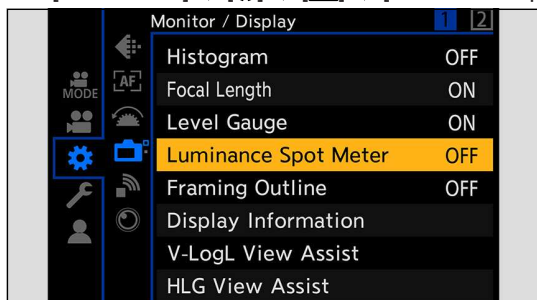 Monitor / Display 1 2
Histogram OFF
Focal Length ON
Level Gauge ON
Luminance Spot Meter OFF
Framing Outline OFF
Display Information
V-LogL View Assist
HLG View Assist
MODE
AF